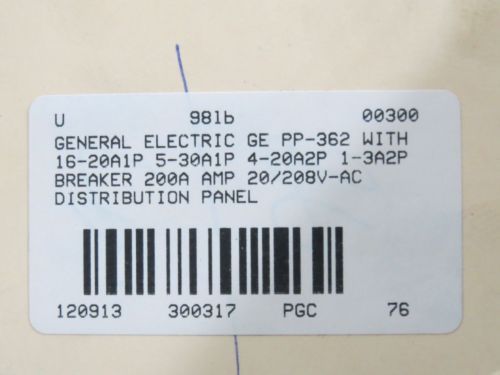 U 98lb 00300
GENERAL ELECTRIC GE PP-362 WITH
16-20A1P 5-30A1P 4-20A2P 1-3A2P
BREAKER 200A AMP 20/208V-AC
DISTRIBUTION PANEL
120913 300317 PGC 76